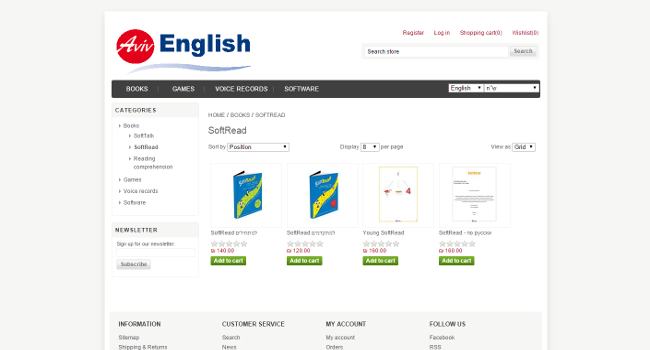 Aviv English
Register Log in Shopping cart(0) Wishlist(0)
Search store Search
BOOKS GAMES VOICE RECORDS SOFTWARE
English ש"ח
CATEGORIES
Books
SoftTalk
SoftRead
Reading
comprehension
Games
Voice records
Software
NEWSLETTER
Sign up for our newsletter:
Subscribe
HOME / BOOKS / SOFTREAD
SoftRead
Sort by Position Display 8 per page View as Grid
SoftRead למתחילים
₪ 140.00
Add to cart
SoftRead למתקדמים
₪ 120.00
Add to cart
Young SoftRead
₪ 160.00
Add to cart
SoftRead - по русски
₪ 160.00
Add to cart
INFORMATION
Sitemap
Shipping & Returns
CUSTOMER SERVICE
Search
News
MY ACCOUNT
My account
Orders
FOLLOW US
Facebook
RSS